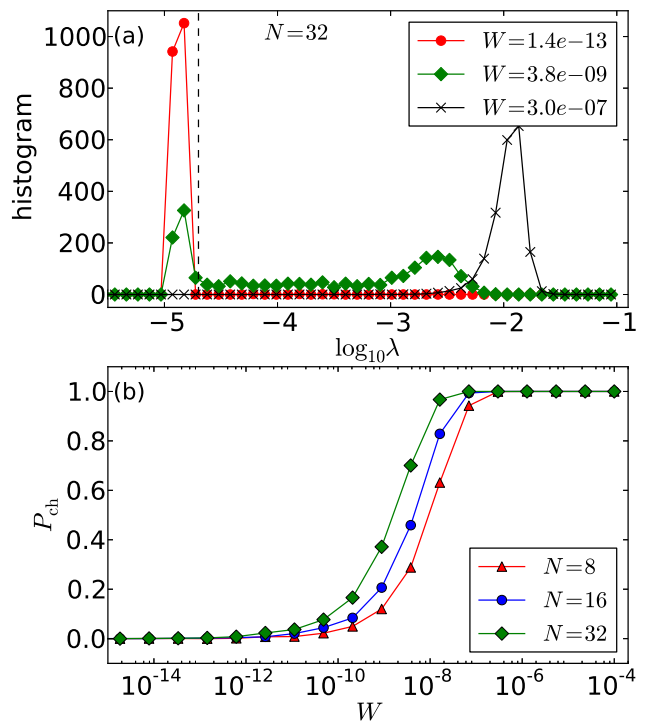 (a)
N=32
W=1.4e−13
W=3.8e−09
W=3.0e−07
histogram
1000
800
600
400
200
0
−5 −4 −3 −2 −1
log₁₀λ
(b)
1.0
0.8
0.6
0.4
0.2
0.0
P_ch
N=8
N=16
N=32
10⁻¹⁴ 10⁻¹² 10⁻¹⁰ 10⁻⁸ 10⁻⁶ 10⁻⁴
W